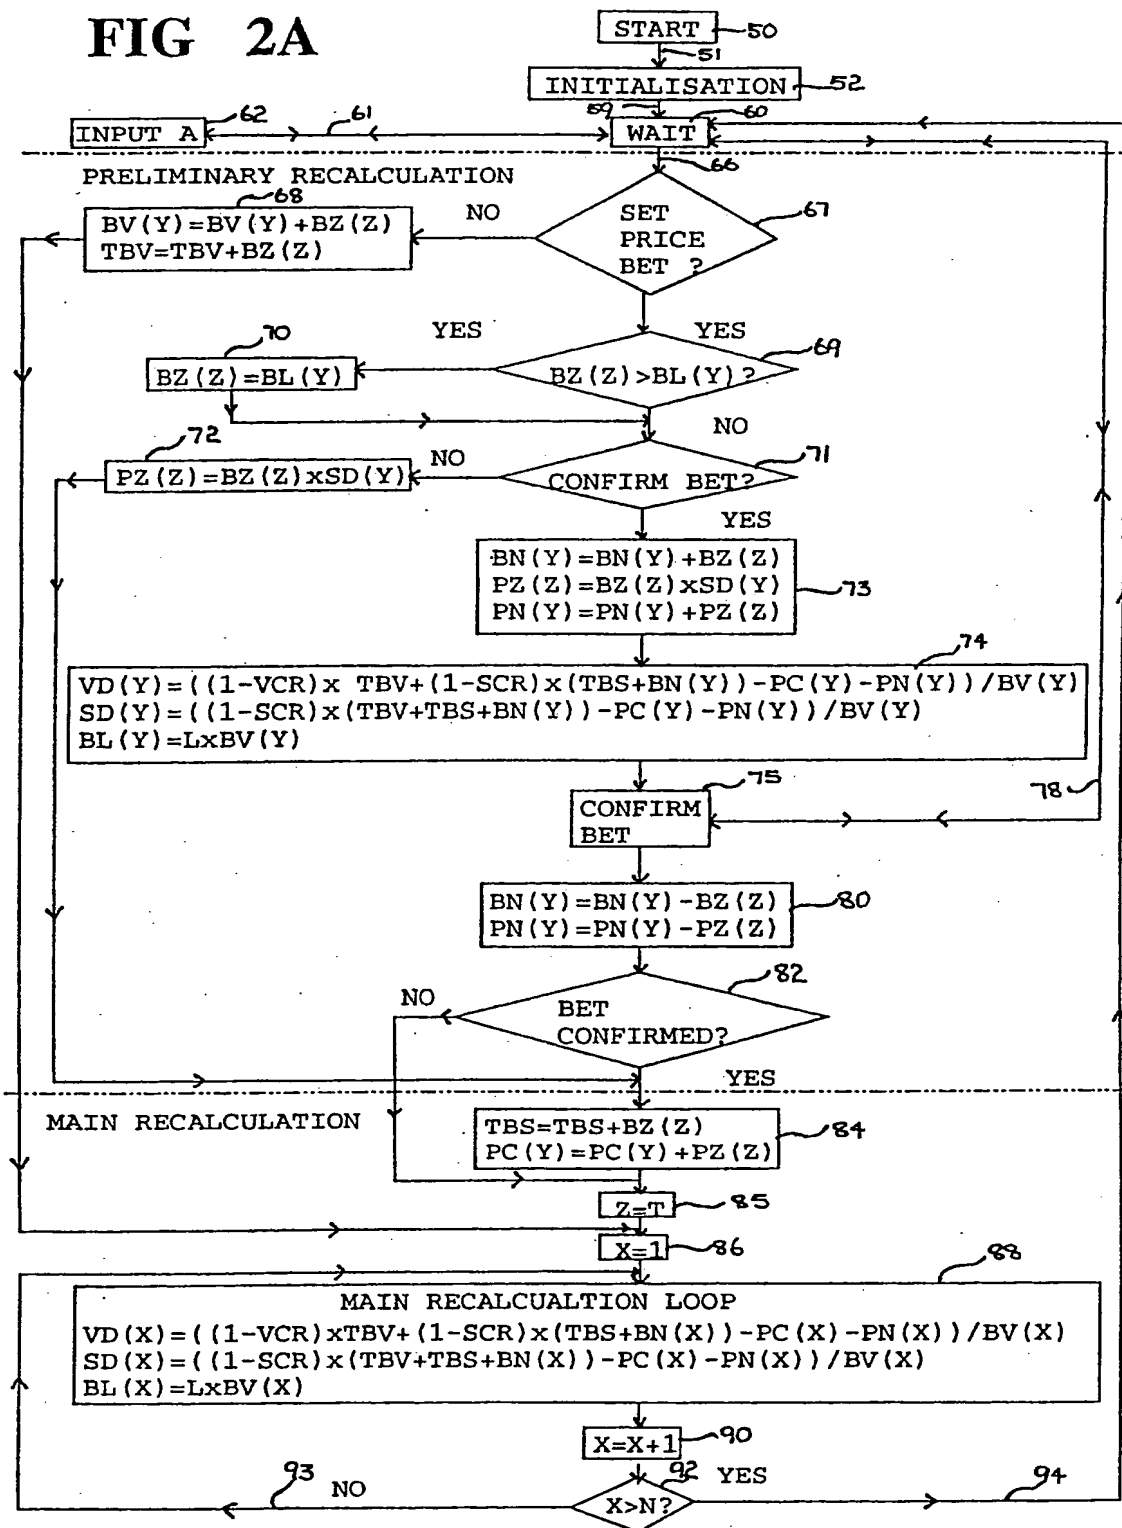 FIG 2A
START 50
51
INITIALISATION 52
59
62
61
60
INPUT A
WAIT
66
PRELIMINARY RECALCULATION
68
NO
67
BV(Y)=BV(Y)+BZ(Z)
TBV=TBV+BZ(Z)
SET
PRICE
BET ?
70
YES
YES
69
BZ(Z)=BL(Y)
BZ(Z)>BL(Y)?
72
NO
NO
71
PZ(Z)=BZ(Z)xSD(Y)
CONFIRM BET?
YES
BN(Y)=BN(Y)+BZ(Z)
PZ(Z)=BZ(Z)xSD(Y)
PN(Y)=PN(Y)+PZ(Z)
73
74
VD(Y)=((1-VCR)x TBV+(1-SCR)x(TBS+BN(Y))-PC(Y)-PN(Y))/BV(Y)
SD(Y)=((1-SCR)x(TBV+TBS+BN(Y))-PC(Y)-PN(Y))/BV(Y)
BL(Y)=LxBV(Y)
75
78
CONFIRM
BET
BN(Y)=BN(Y)-BZ(Z)
PN(Y)=PN(Y)-PZ(Z)
80
82
NO
BET
CONFIRMED?
YES
MAIN RECALCULATION
TBS=TBS+BZ(Z)
PC(Y)=PC(Y)+PZ(Z)
84
Z=T 85
X=1 86
88
MAIN RECALCUALTION LOOP
VD(X)=((1-VCR)xTBV+(1-SCR)x(TBS+BN(X))-PC(X)-PN(X))/BV(X)
SD(X)=((1-SCR)x(TBV+TBS+BN(X))-PC(X)-PN(X))/BV(X)
BL(X)=LxBV(X)
X=X+1 90
93
NO
92
YES
94
X>N?